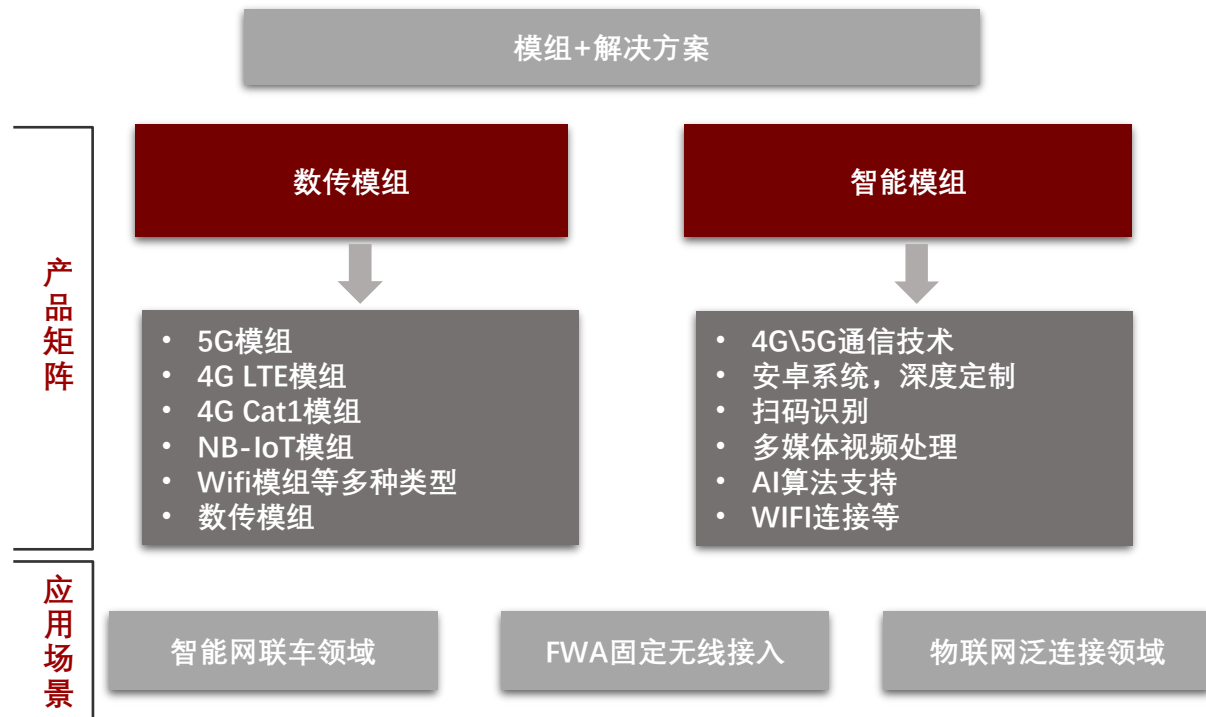 模组+解决方案
数传模组
智能模组
产品矩阵
• 5G模组
• 4G LTE模组
• 4G Cat1模组
• NB-IoT模组
• Wifi模组等多种类型
• 数传模组
• 4G\5G通信技术
• 安卓系统，深度定制
• 扫码识别
• 多媒体视频处理
• AI算法支持
• WIFI连接等
应用场景
智能网联车领域
FWA固定无线接入
物联网泛连接领域